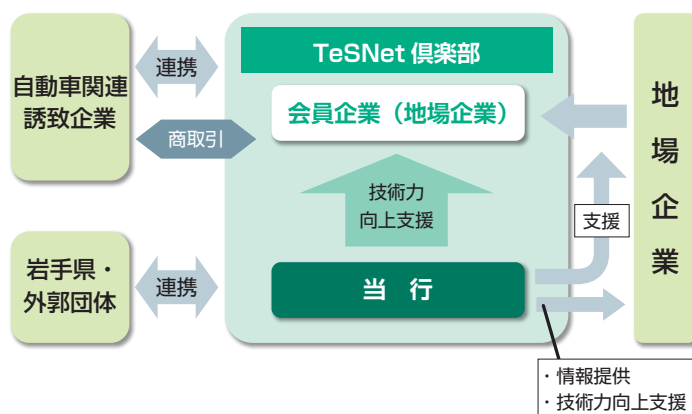 自動車関連
誘致企業
連携
商取引
TeSNet 倶楽部
会員企業（地場企業）
技術力
向上支援
当　行
岩手県・
外郭団体
連携
地場企業
支援
・情報提供
・技術力向上支援